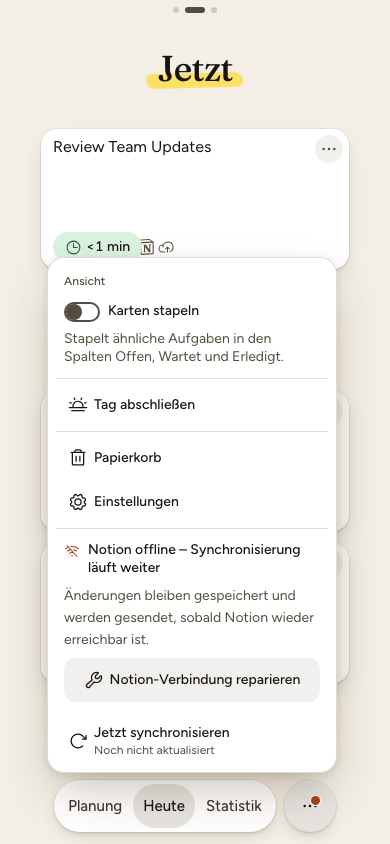 Jetzt
Review Team Updates
<1 min
Ansicht
Karten stapeln
Stapelt ähnliche Aufgaben in den
Spalten Offen, Wartet und Erledigt.
Tag abschließen
Papierkorb
Einstellungen
Notion offline – Synchronisierung
läuft weiter
Änderungen bleiben gespeichert und
werden gesendet, sobald Notion wieder
erreichbar ist.
Notion-Verbindung reparieren
Jetzt synchronisieren
Noch nicht aktualisiert
Planung
Heute
Statistik